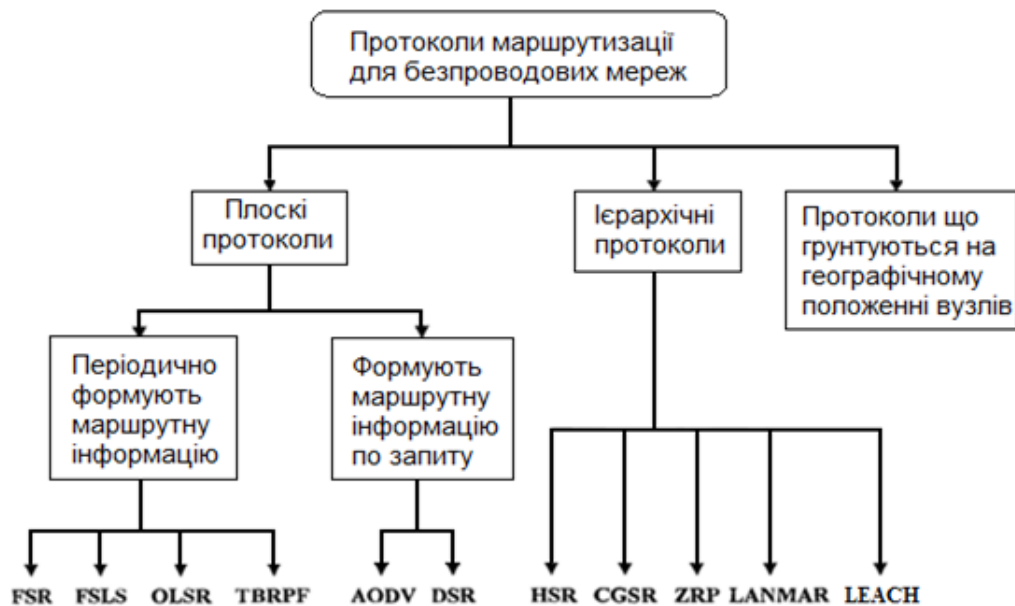 Протоколи маршрутизації
для безпроводових мереж
Плоскі
протоколи
Ієрархічні
протоколи
Протоколи що
грунтуються на
географічному
положенні вузлів
Періодично
формують
маршрутну
інформацію
Формують
маршрутну
інформацію
по запиту
FSR FSLS OLSR TBRPF AODV DSR HSR CGSR ZRP LANMAR LEACH